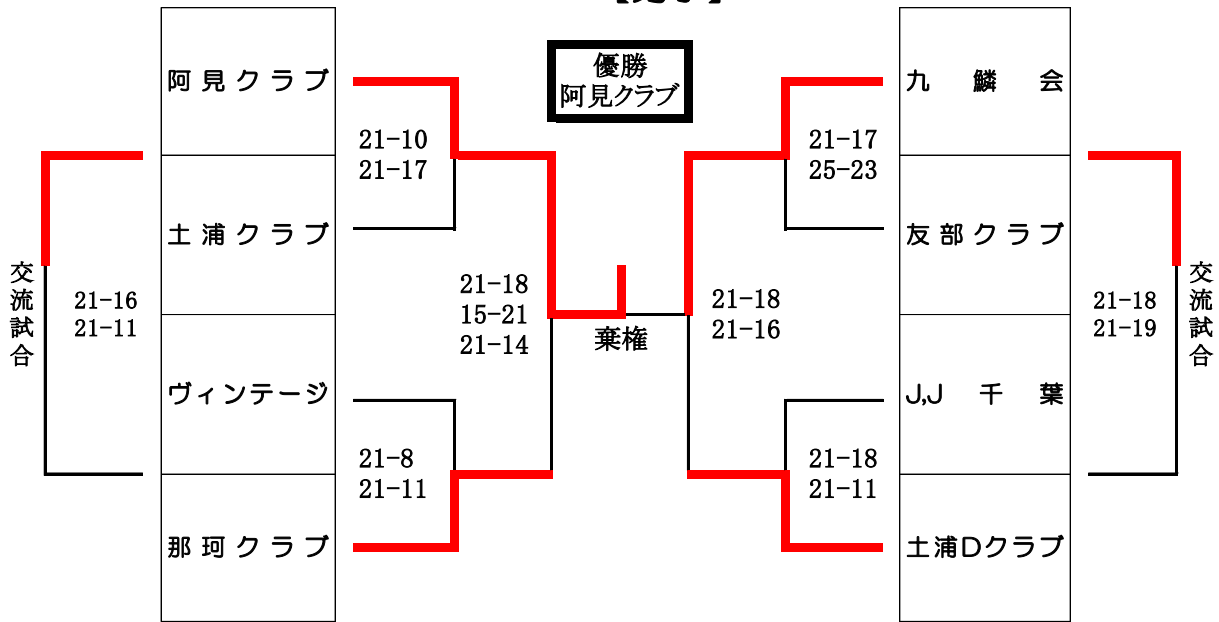 優勝
阿見クラブ
阿見クラブ
土浦クラブ
ヴィンテージ
那珂クラブ
21-10
21-17
21-8
21-11
交流試合
21-16
21-11
21-18
15-21
21-14
棄権
21-18
21-16
21-17
25-23
21-18
21-11
九鱗会
友部クラブ
J,J 千葉
土浦Dクラブ
21-18
21-19
交流試合